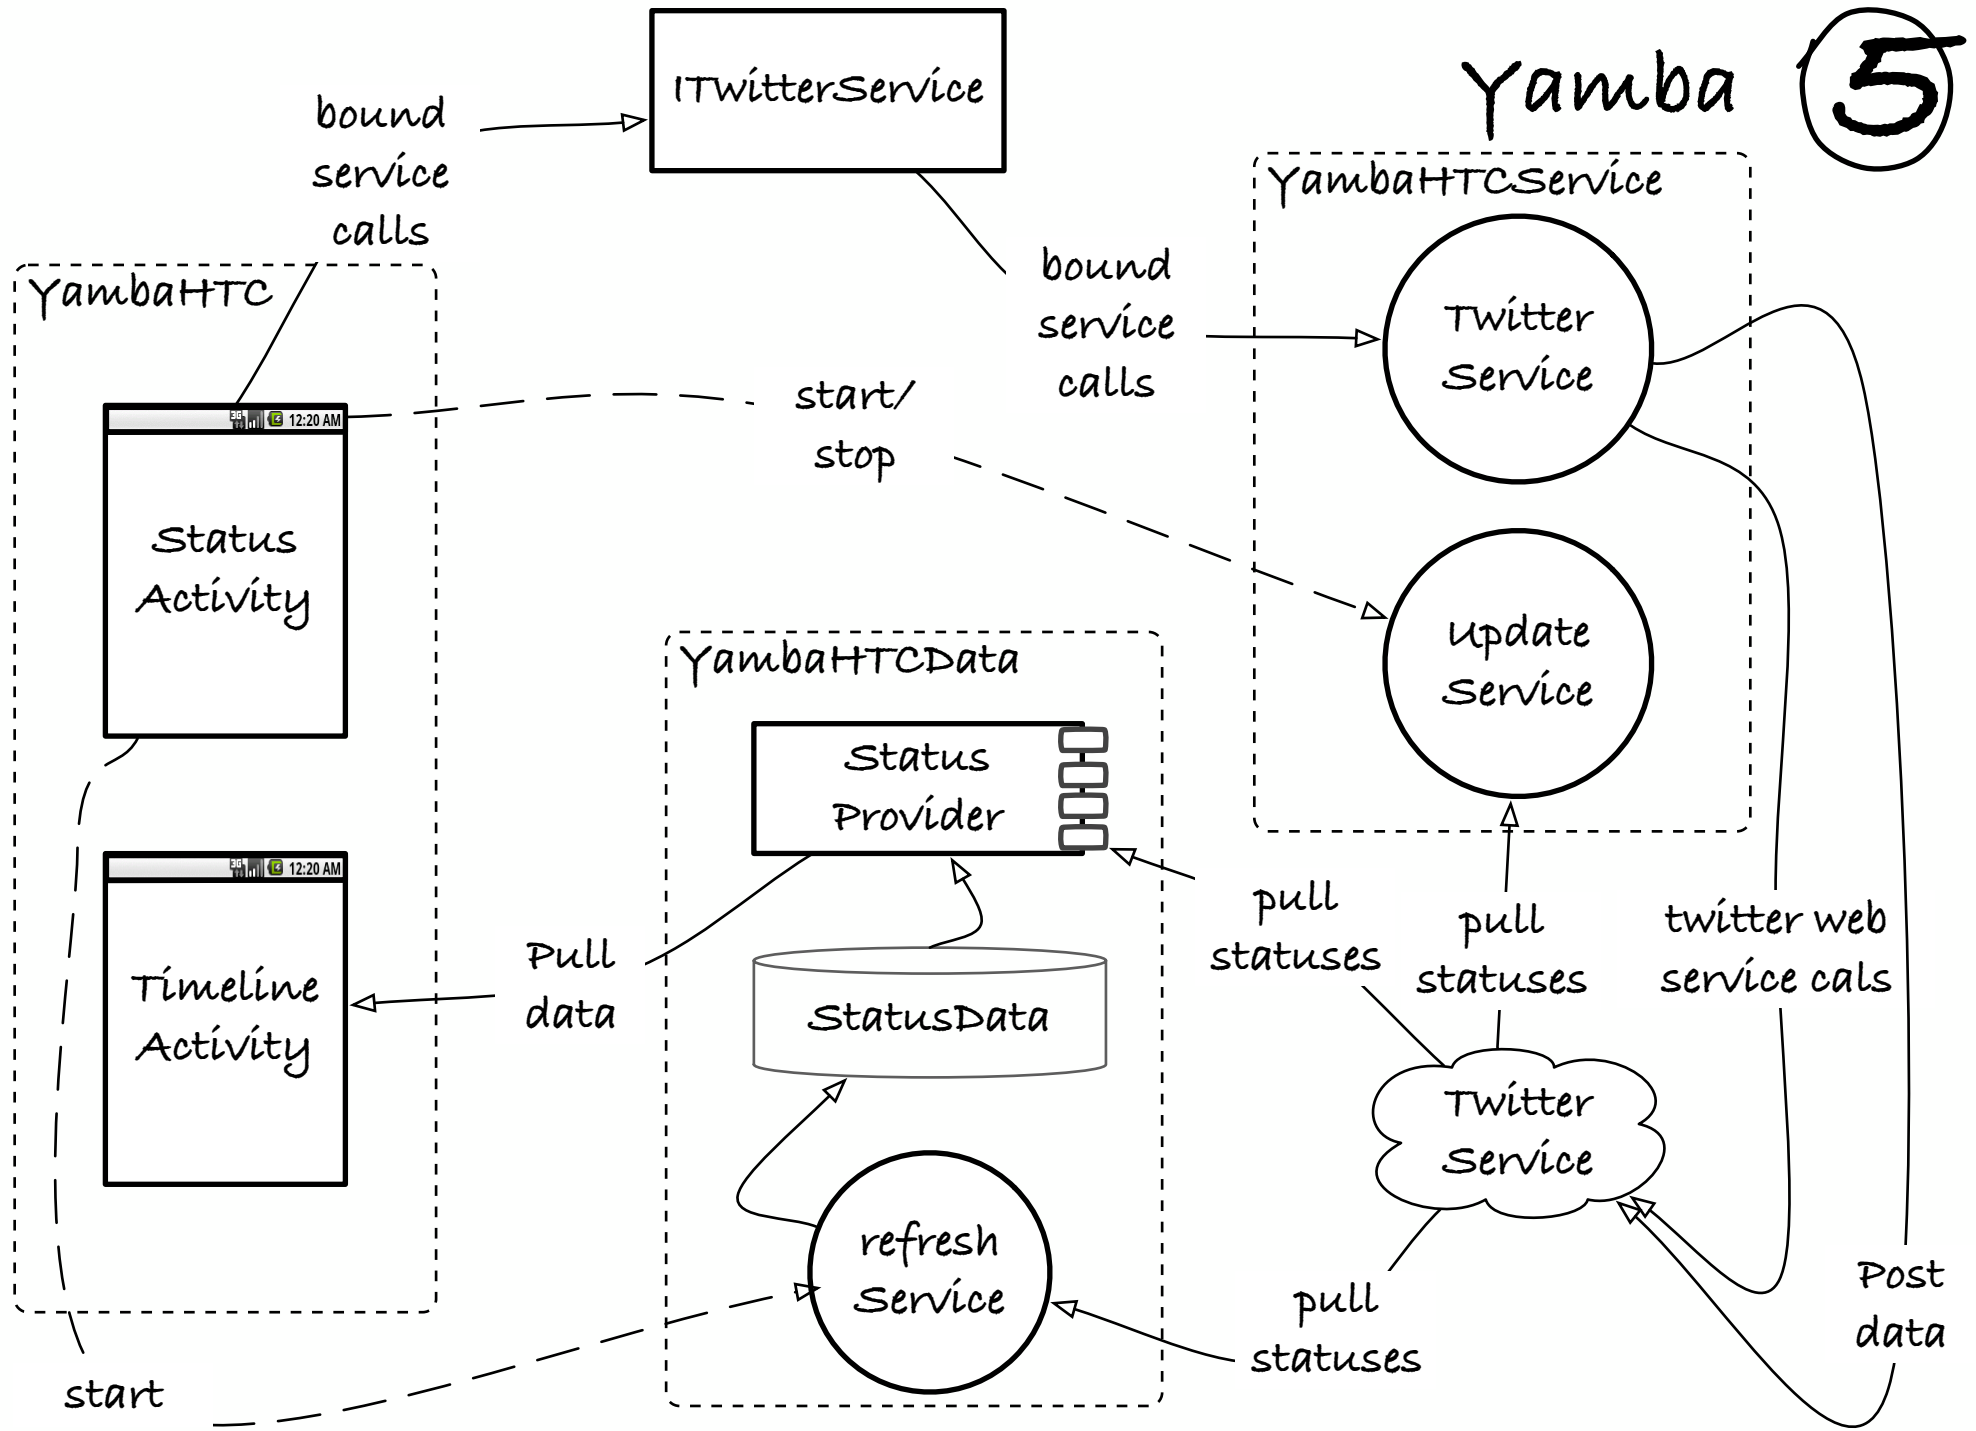 Yamba 5
ITwitterService
bound
service
calls
YambaHTCService
bound
service
calls
Twitter
Service
YambaHTC
3G
12:20 AM
Status
Activity
start/
stop
Update
Service
YambaHTCData
Status
Provider
3G
12:20 AM
Timeline
Activity
Pull
data
StatusData
pull
statuses
pull
statuses
twitter web
service cals
Twitter
Service
refresh
Service
pull
statuses
Post
data
start